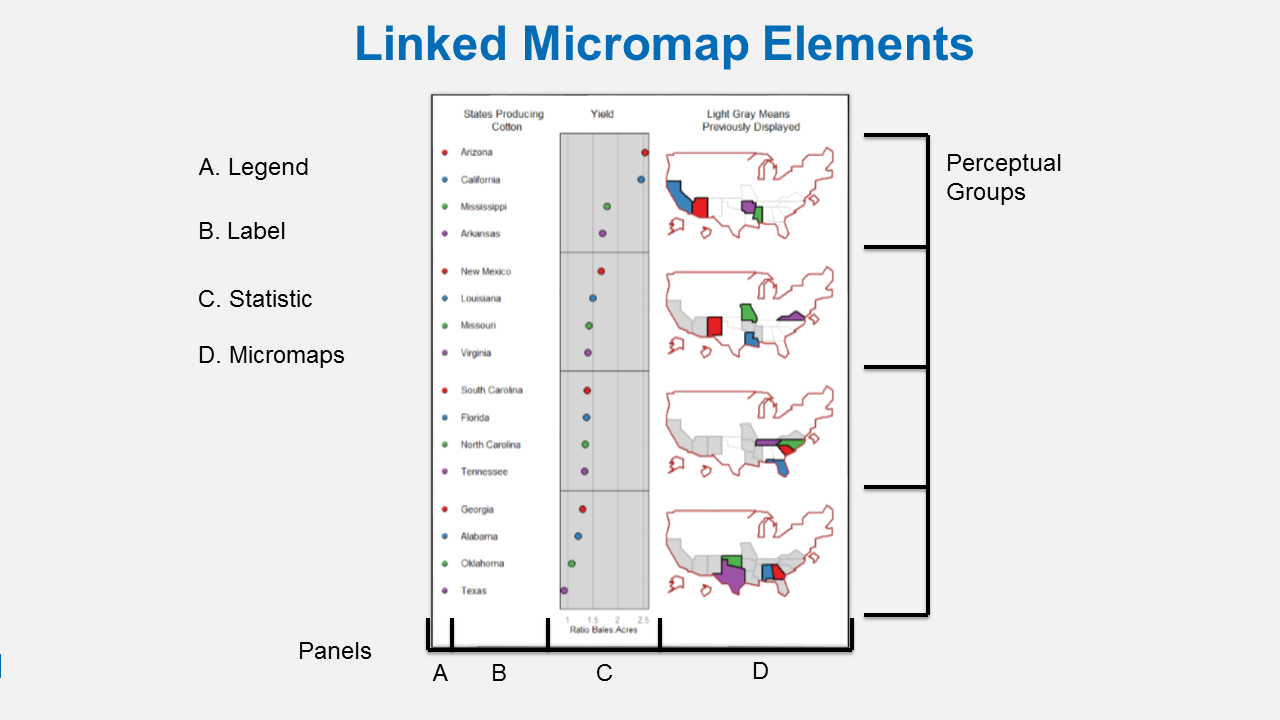 Linked Micromap Elements
A. Legend
B. Label
C. Statistic
D. Micromaps
States Producing
Cotton
Yield
Light Gray Means
Previously Displayed
Arizona
California
Mississippi
Arkansas
New Mexico
Louisiana
Missouri
Virginia
South Carolina
Florida
North Carolina
Tennessee
Georgia
Alabama
Oklahoma
Texas
1 1.5 2 2.5
Ratio Bales:Acres
Perceptual
Groups
Panels
A B C D